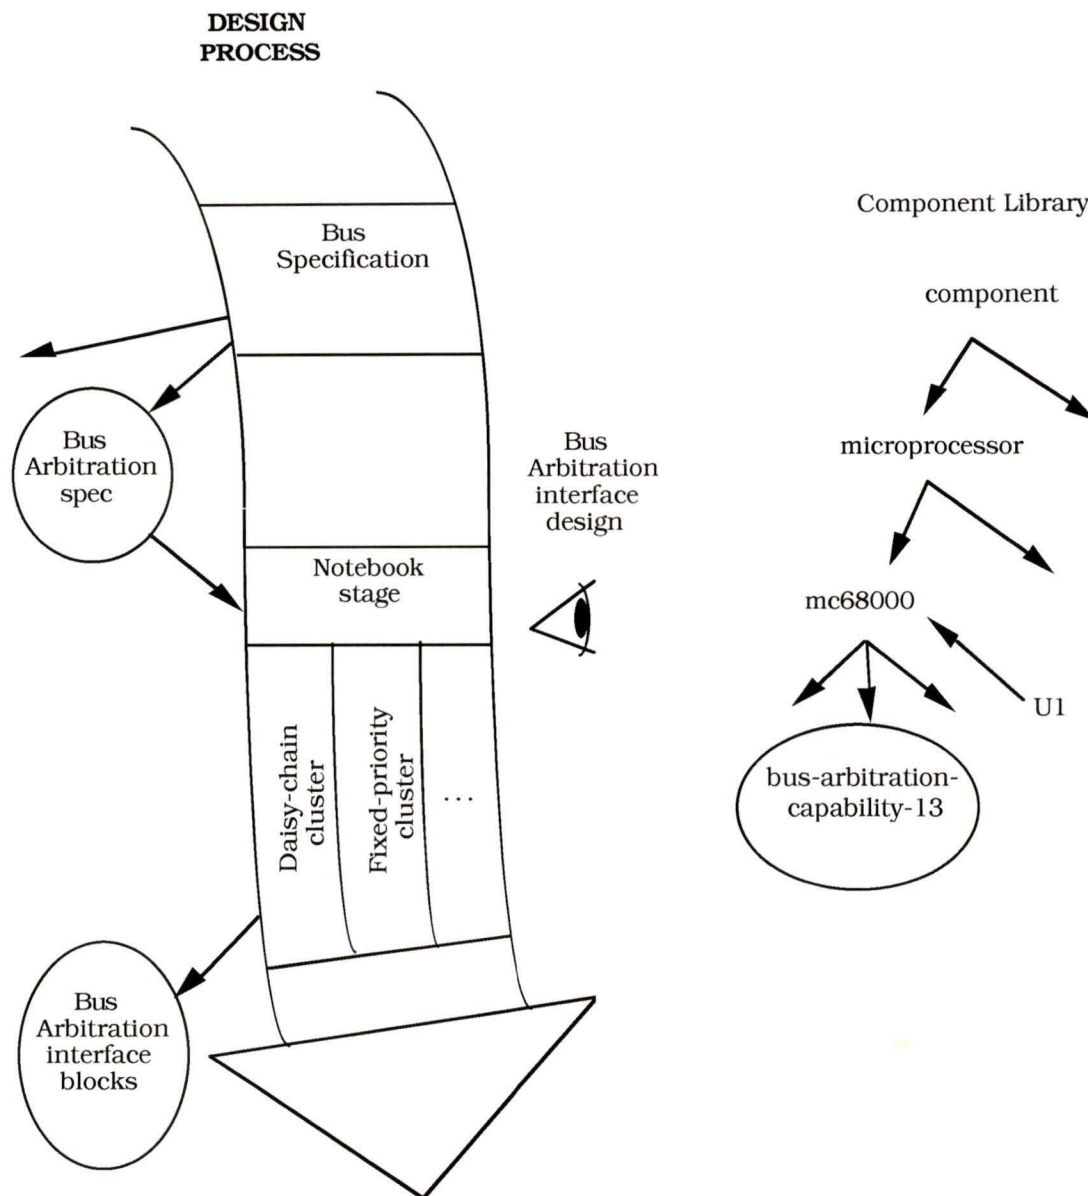 DESIGN
PROCESS
Bus
Specification
Component Library
component
Bus
Arbitration
spec
Bus
Arbitration
interface
design
microprocessor
Notebook
stage
mc68000
U1
Daisy-chain
cluster
Fixed-priority
cluster
...
bus-arbitration-
capability-13
Bus
Arbitration
interface
blocks